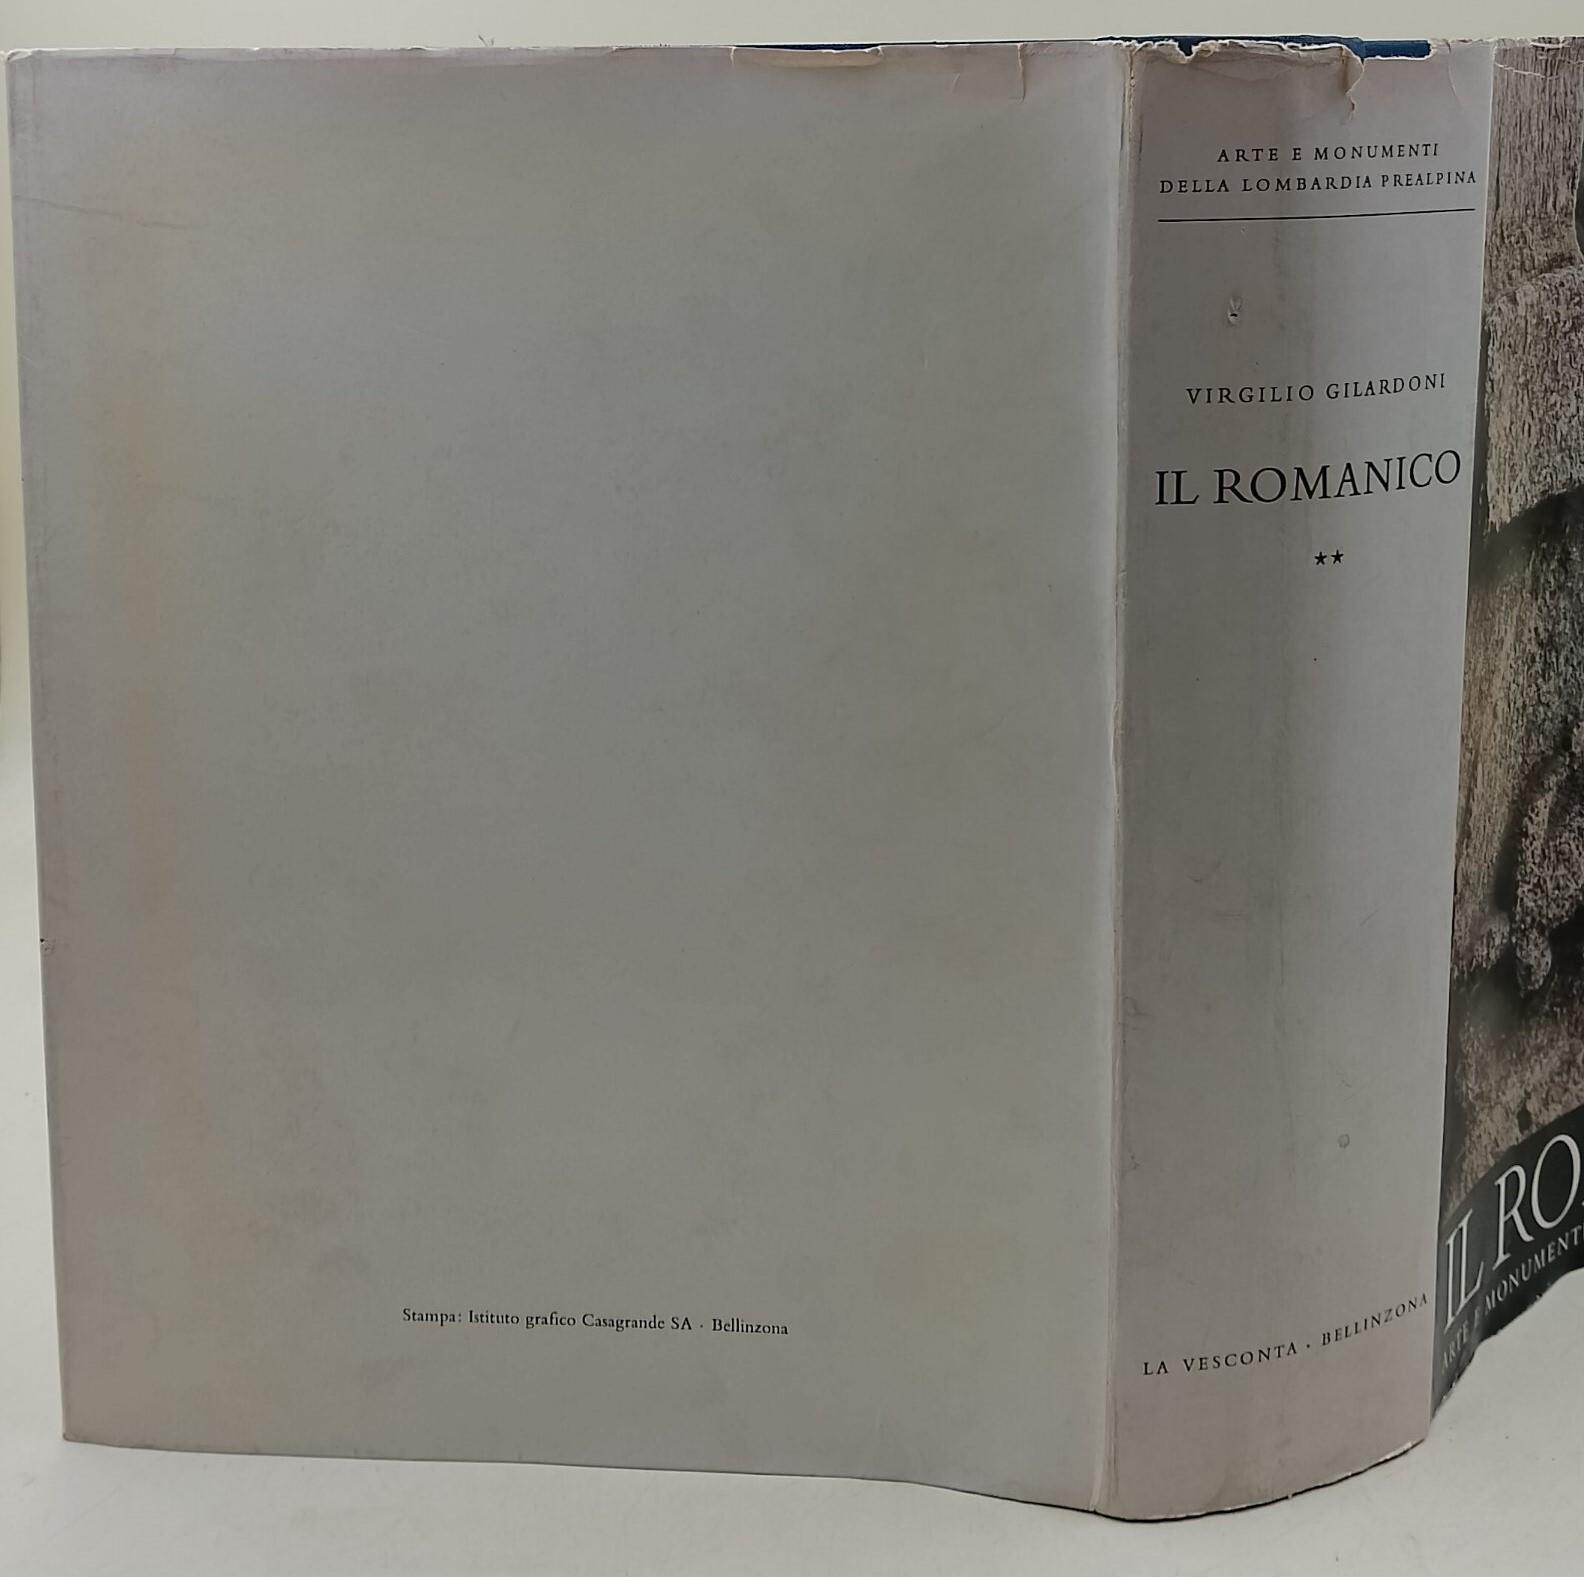 ARTE E MONUMENTI
DELLA LOMBARDIA PREALPINA
VIRGILIO GILARDONI
IL ROMANICO
★★
LA VESCONTA · BELLINZONA
Stampa: Istituto grafico Casagrande SA · Bellinzona
IL RO
ARTE E MONUMENTI